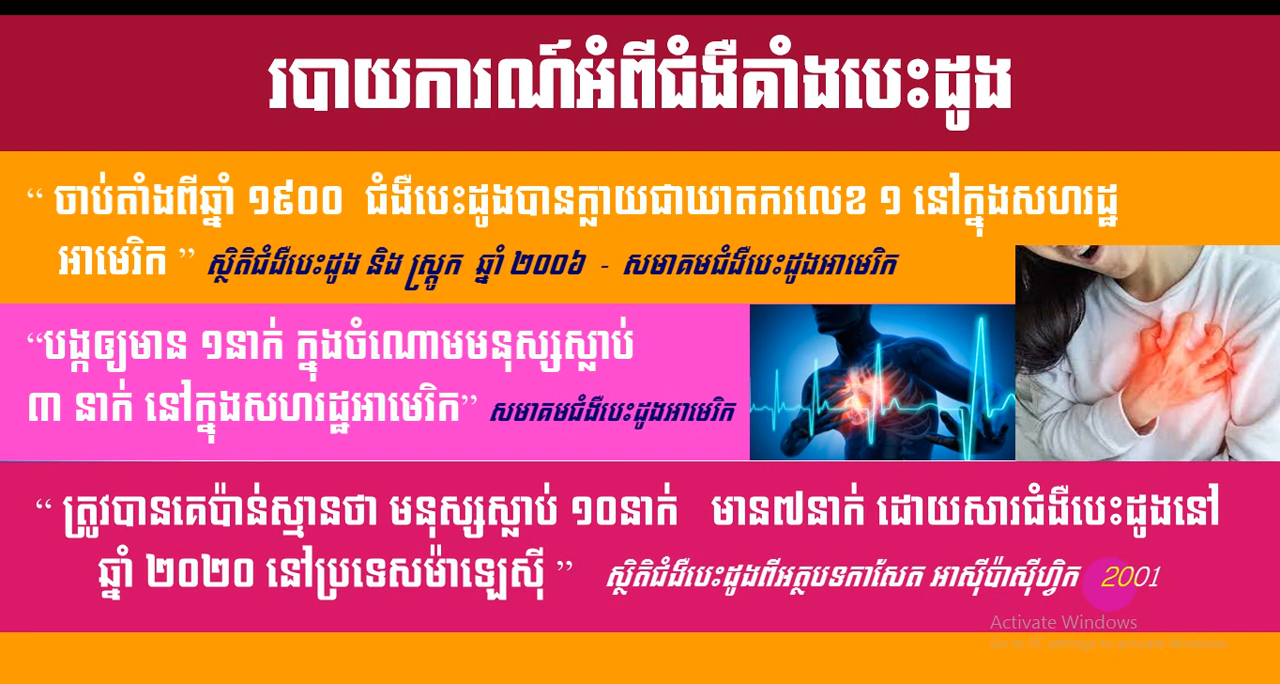 របាយការណ៍អំពីជំងឺគាំងបេះដូង
“ ចាប់តាំងពីឆ្នាំ ១៩០០ ជំងឺបេះដូងបានក្លាយជាឃាតករលេខ ១ នៅក្នុងសហរដ្ឋ
អាមេរិក ” ស្ថិតិជំងឺបេះដូង និង ស្ត្រូក ឆ្នាំ ២០០៦ - សមាគមជំងឺបេះដូងអាមេរិក
“បង្កឲ្យមាន ១នាក់ ក្នុងចំណោមមនុស្សស្លាប់
៣ នាក់ នៅក្នុងសហរដ្ឋអាមេរិក” សមាគមជំងឺបេះដូងអាមេរិក
“ ត្រូវបានគេប៉ាន់ស្មានថា មនុស្សស្លាប់ ១០នាក់ មាន៧នាក់ ដោយសារជំងឺបេះដូងនៅ
ឆ្នាំ ២០២០ នៅប្រទេសម៉ាឡេស៊ី ” ស្ថិតិជំងឺបេះដូងពីអត្ថបទកាសែត អាស៊ីប៉ាស៊ីហ្វិក 2001
Activate Windows
Go to PC settings to activate Windows.